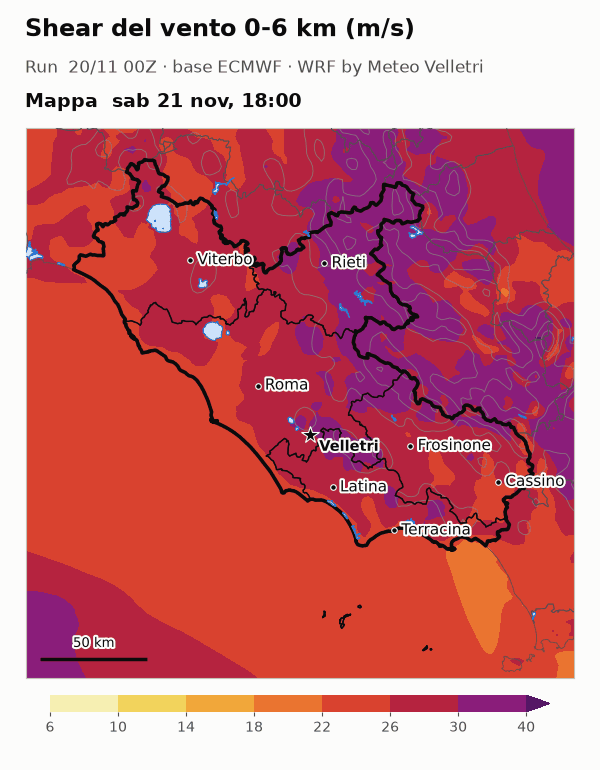 Shear del vento 0-6 km (m/s)
Run  20/11 00Z · base ECMWF · WRF by Meteo Velletri
Mappa  sab 21 nov, 18:00
Viterbo
Rieti
Roma
Velletri
Frosinone
Latina
Cassino
Terracina
50 km
6 10 14 18 22 26 30 40